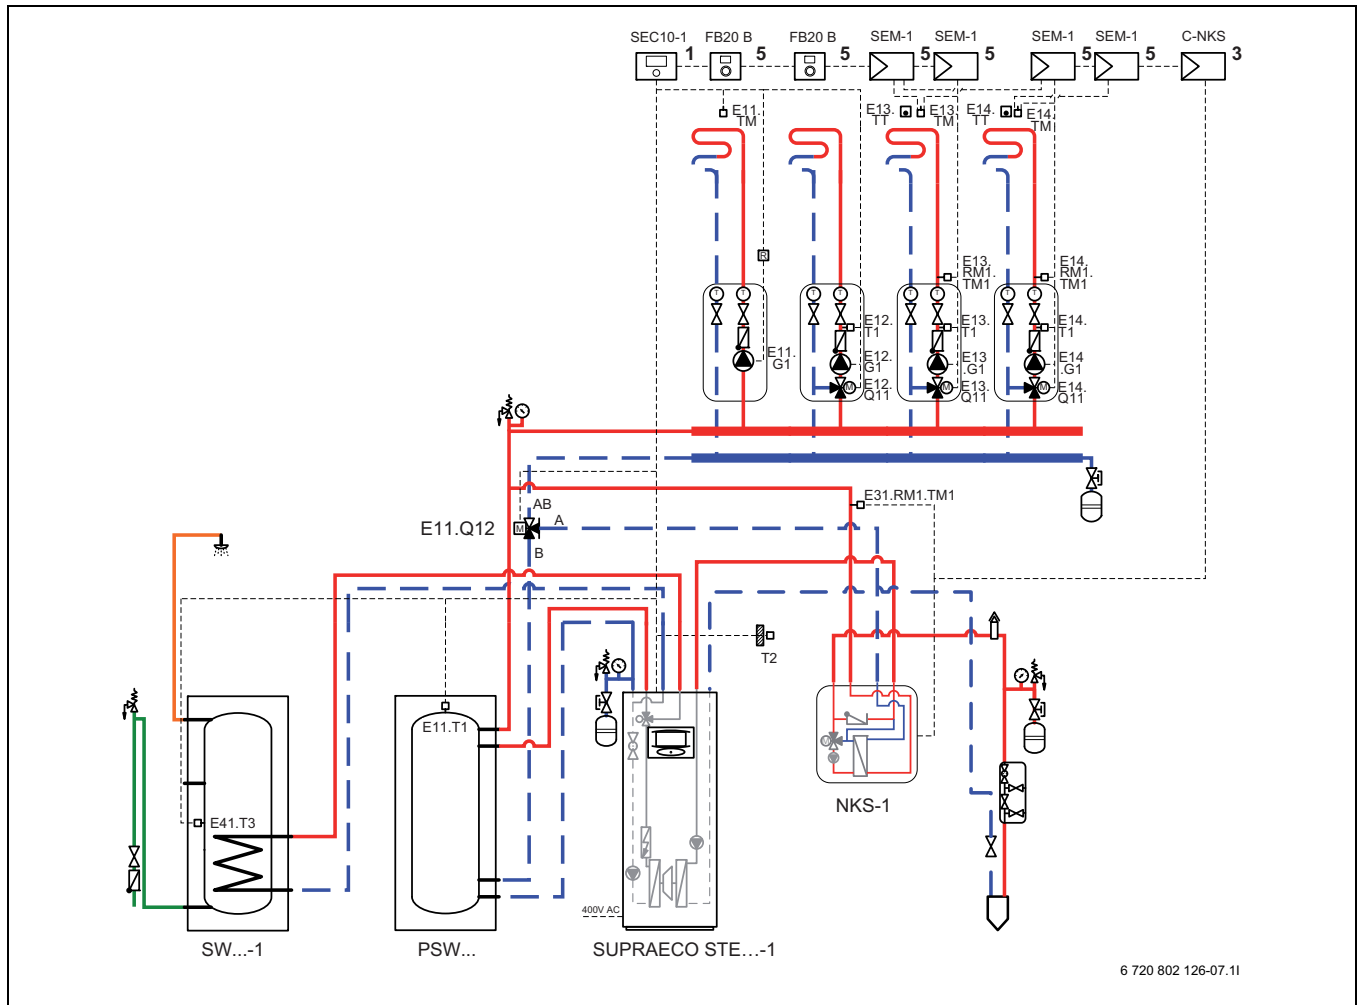 SEC10-1 FB20 B FB20 B SEM-1 SEM-1 SEM-1 SEM-1 C-NKS
1 5 5 5 5 5 5 3
E11.
TM
E13.
TT
E13.
TM
E14.
TT
E14.
TM
R
E13.
RM1.
TM1
E14.
RM1.
TM1
T T T T T T T T
E12.
T1
E13.
T1
E14.
T1
E11.
G1
E12.
G1
E13
.G1
E14
.G1
M M M
E12.
Q11
E13.
Q11
E14.
Q11
E31.RM1.TM1
AB
E11.Q12
M
A
B
T2
E11.T1
M
NKS-1
E41.T3
400V AC
SW...-1
PSW...
SUPRAECO STE...-1
6 720 802 126-07.1I